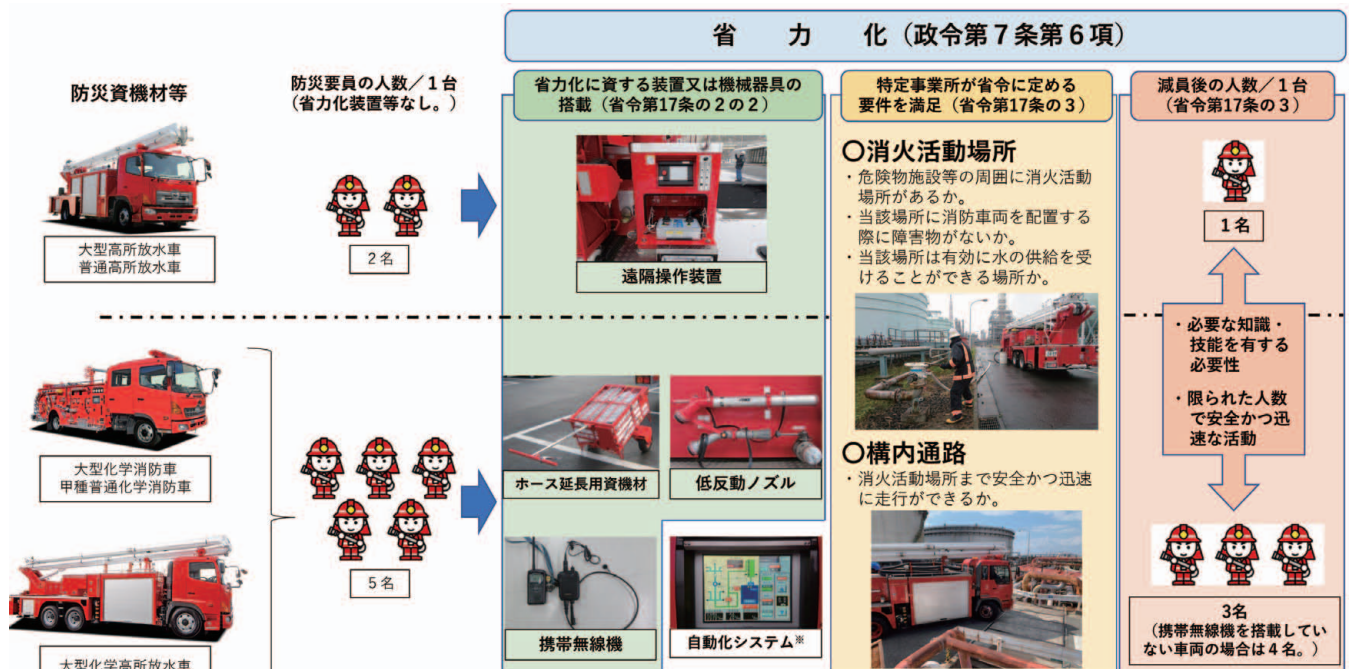 省　力　化（政令第７条第６項）
防災資機材等
防災要員の人数／１台
（省力化装置等なし。）
省力化に資する装置又は機械器具の
搭載（省令第17条の２の２）
特定事業所が省令に定める
要件を満足（省令第17条の３）
減員後の人数／１台
（省令第17条の３）
大型高所放水車
普通高所放水車
２名
遠隔操作装置
〇消火活動場所
・危険物施設等の周囲に消火活動
場所があるか。
・当該場所に消防車両を配置する
際に障害物がないか。
・当該場所は有効に水の供給を受
けることができる場所か。
１名
・必要な知識・
技能を有する
必要性
・限られた人数
で安全かつ迅
速な活動
大型化学消防車
甲種普通化学消防車
大型化学高所放水車
５名
ホース延長用資機材
低反動ノズル
携帯無線機
自動化システム※
〇構内通路
・消火活動場所まで安全かつ迅速
に走行ができるか。
3名
（携帯無線機を搭載してい
ない車両の場合は４名。）